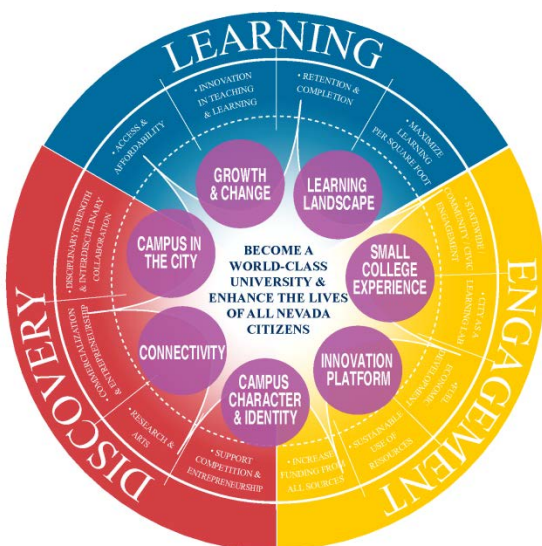 LEARNING
• ACCESS &
AFFORDABILITY
• INNOVATION
IN TEACHING
& LEARNING
• RETENTION &
COMPLETION
• MAXIMIZE
LEARNING
PER SQUARE FOOT
ENGAGEMENT
• STATEWIDE /
COMMUNITY / CIVIC
ENGAGEMENT
• CITY AS A
LEARNING LAB
• FUEL
ECONOMIC
DEVELOPMENT
• SUSTAINABLE
USE OF
RESOURCES
• INCREASE
FUNDING FROM
ALL SOURCES
DISCOVERY
• DISCIPLINARY STRENGTH
& INTERDISCIPLINARY
COLLABORATION
• COMMERCIALIZATION
& ENTREPRENEURSHIP
• RESEARCH &
ARTS
• SUPPORT
COMPETITION &
ENTREPRENEURSHIP
GROWTH
& CHANGE
LEARNING
LANDSCAPE
SMALL
COLLEGE
EXPERIENCE
INNOVATION
PLATFORM
CAMPUS
CHARACTER
& IDENTITY
CONNECTIVITY
CAMPUS IN
THE CITY
BECOME A
WORLD-CLASS
UNIVERSITY &
ENHANCE THE LIVES
OF ALL NEVADA
CITIZENS